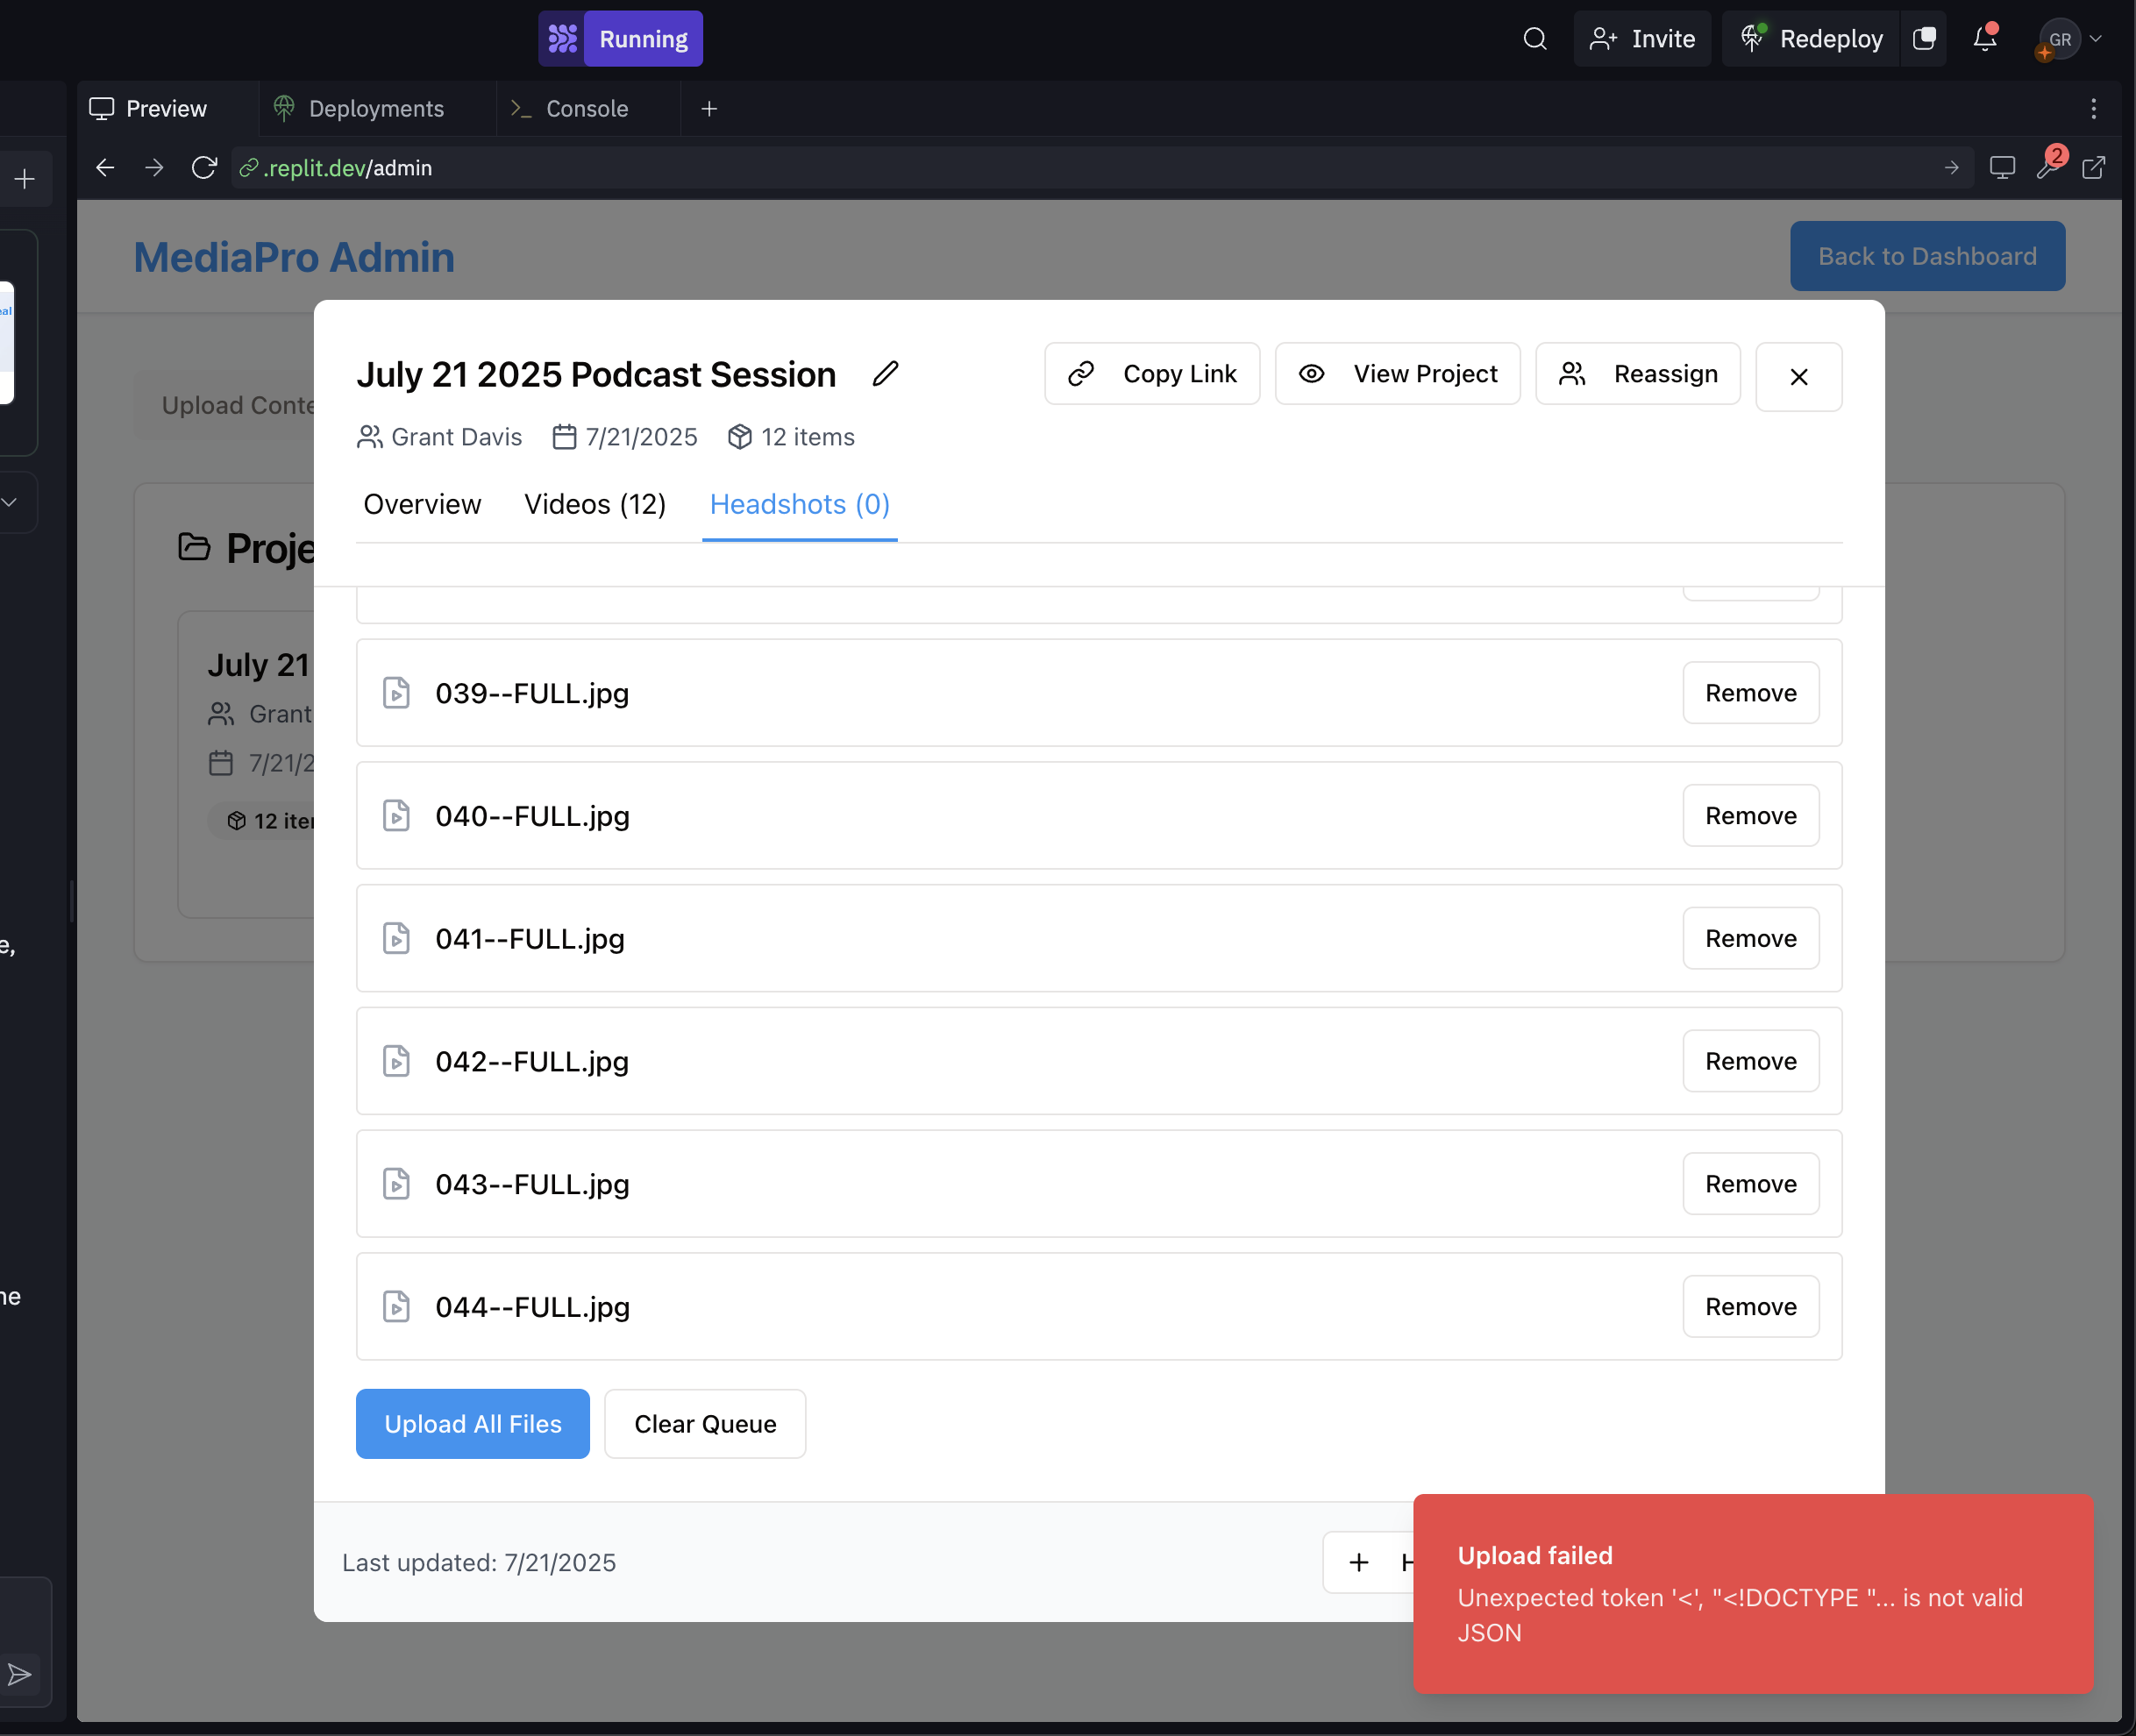 Running
Invite
Redeploy
GR
Preview
Deployments
Console
.replit.dev/admin
2
MediaPro Admin
Back to Dashboard
eal
July 21 2025 Podcast Session
Copy Link
View Project
Reassign
Upload Conte
Grant Davis
7/21/2025
12 items
Overview
Videos (12)
Headshots (0)
Proje
July 21
Grant
7/21/2
12 iter
039--FULL.jpg
Remove
040--FULL.jpg
Remove
041--FULL.jpg
Remove
e,
042--FULL.jpg
Remove
043--FULL.jpg
Remove
ne
044--FULL.jpg
Remove
Upload All Files
Clear Queue
Last updated: 7/21/2025
H
Upload failed
Unexpected token '<', "<!DOCTYPE "... is not valid
JSON